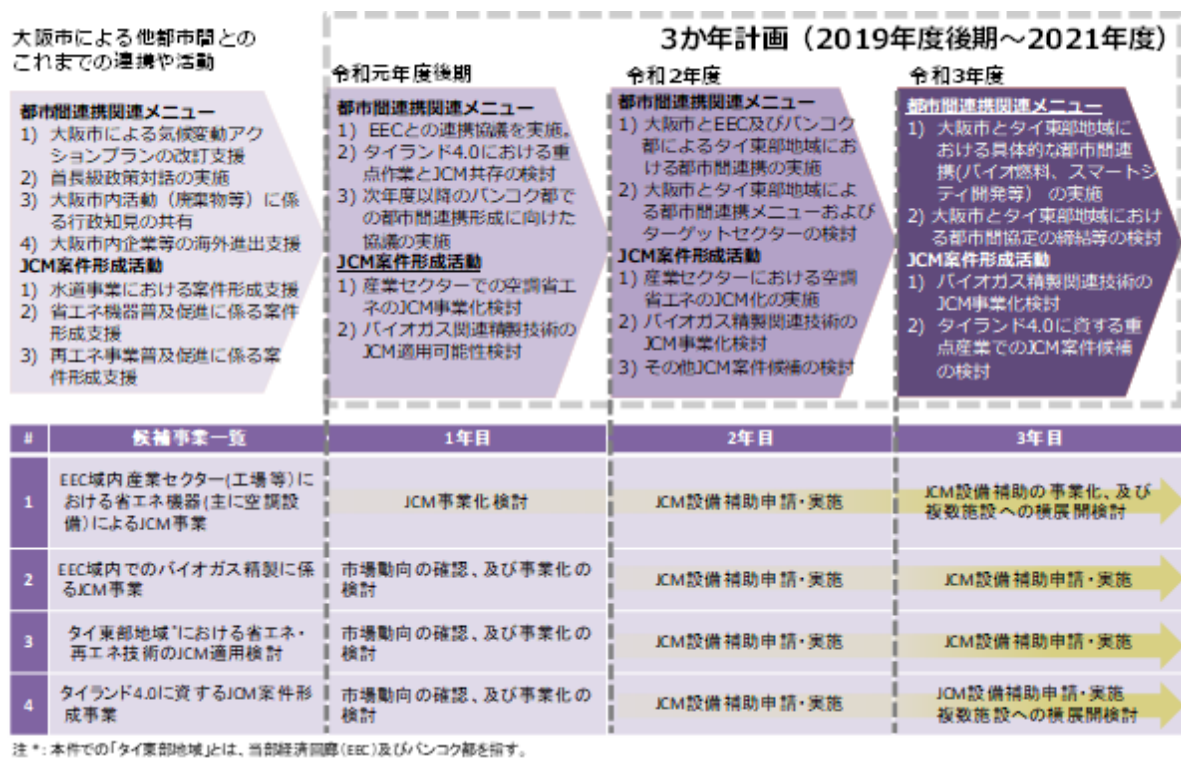 大阪市による他都市間との
これまでの連携や活動
3か年計画（2019年度後期～2021年度）
都市間連携関連メニュー
1) 大阪市による気候変動アク
ションプランの改訂支援
2) 首長級政策対話の実施
3) 大阪市内活動（廃棄物等）に係
る行政知見の共有
4) 大阪市内企業等の海外進出支援
JCM案件形成活動
1) 水道事業における案件形成支援
2) 省エネ機器普及促進に係る案件
形成支援
3) 再エネ事業普及促進に係る案
件形成支援
令和元年度後期
都市間連携関連メニュー
1) EECとの連携協議を実施。
2) タイランド4.0における重
点作業とJCM共存の検討
3) 次年度以降のバンコク都で
の都市間連携形成に向けた
協議の実施
JCM案件形成活動
1) 産業セクターでの空調省エ
ネのJCM事業化検討
2) バイオガス関連精製技術の
JCM適用可能性検討
令和2年度
都市間連携関連メニュー
1) 大阪市とEEC及びバンコク
都によるタイ東部地域にお
ける都市間連携の実施
2) 大阪市とタイ東部地域によ
る都市間連携メニューおよび
ターゲットセクターの検討
JCM案件形成活動
1) 産業セクターにおける空調
省エネのJCM化の実施
2) バイオガス精製関連技術の
JCM事業化検討
3) その他JCM案件候補の検討
令和3年度
都市間連携関連メニュー
1) 大阪市とタイ東部地域に
おける具体的な都市間連
携(バイオ燃料、スマートシ
ティ開発等) の実施
2) 大阪市とタイ東部地域におけ
る都市間協定の締結等の検討
JCM案件形成活動
1) バイオガス精製関連技術の
JCM事業化検討
2) タイランド4.0に資する重
点産業でのJCM案件候補
の検討
# 候補事業一覧 1年目 2年目 3年目
1 EEC域内産業セクター(工場等)に
おける省エネ機器(主に空調設
備)によるJCM事業
JCM事業化検討
JCM設備補助申請・実施
JCM設備補助の事業化、及び
複数施設への横展開検討
2 EEC域内でのバイオガス精製に係
るJCM事業
市場動向の確認、及び事業化の
検討
JCM設備補助申請・実施
JCM設備補助申請・実施
3 タイ東部地域*における省エネ・
再エネ技術のJCM適用検討
市場動向の確認、及び事業化の
検討
JCM設備補助申請・実施
JCM設備補助申請・実施
4 タイランド4.0に資するJCM案件形
成事業
市場動向の確認、及び事業化の
検討
JCM設備補助申請・実施
JCM設備補助申請・実施
複数施設への横展開検討
注 *: 本件での「タイ東部地域」とは、当部経済回廊(EEC)及びバンコク都を指す。